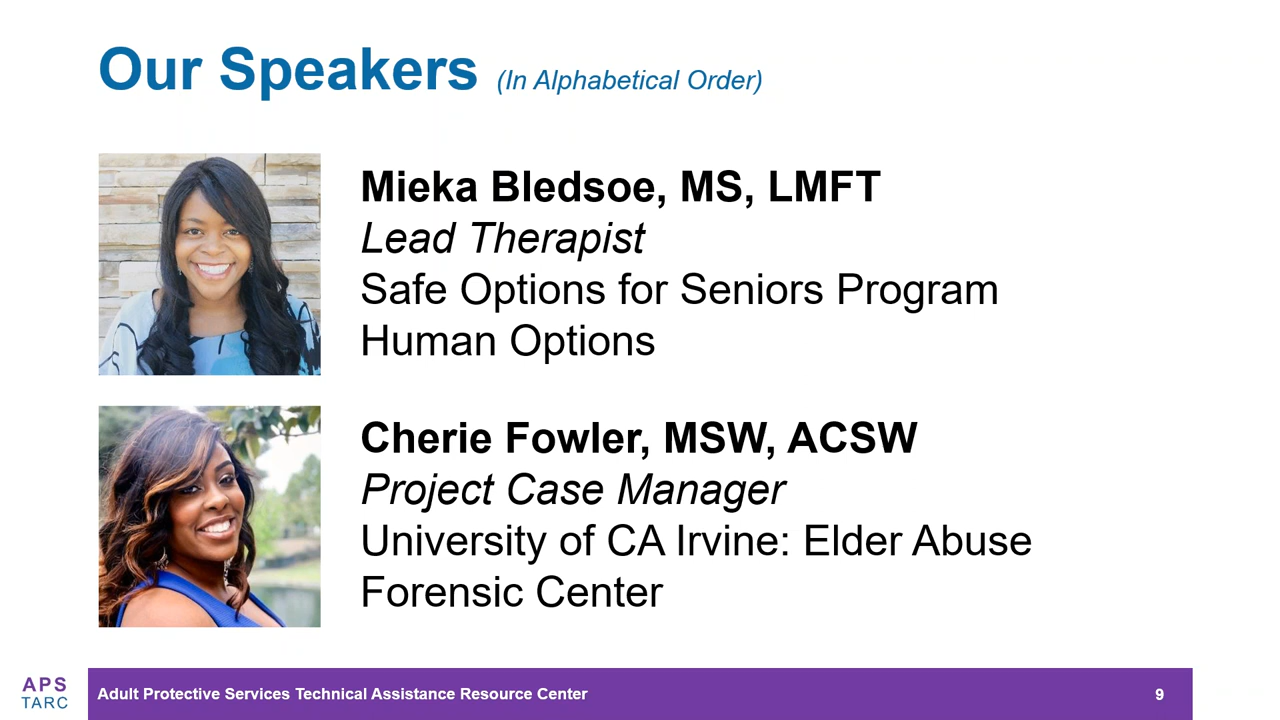 Our Speakers (In Alphabetical Order)
Mieka Bledsoe, MS, LMFT
Lead Therapist
Safe Options for Seniors Program
Human Options
Cherie Fowler, MSW, ACSW
Project Case Manager
University of CA Irvine: Elder Abuse
Forensic Center
APS
TARC
Adult Protective Services Technical Assistance Resource Center
9